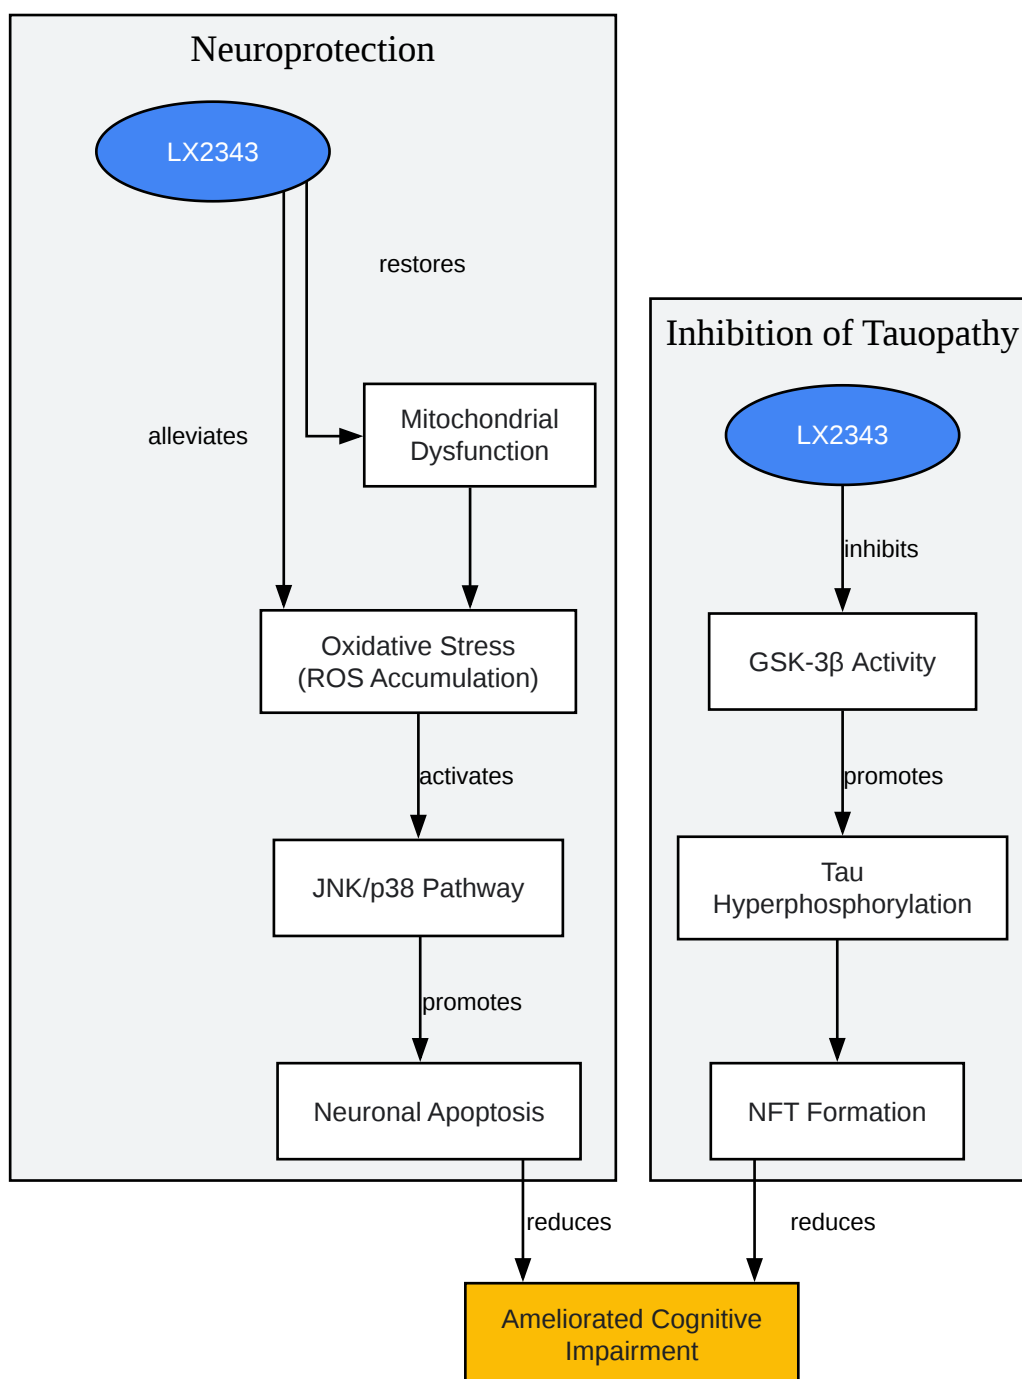 Neuroprotection
LX2343
restores
alleviates
Mitochondrial
Dysfunction
Oxidative Stress
(ROS Accumulation)
activates
JNK/p38 Pathway
promotes
Neuronal Apoptosis
reduces
Inhibition of Tauopathy
LX2343
inhibits
GSK-3β Activity
promotes
Tau
Hyperphosphorylation
NFT Formation
reduces
Ameliorated Cognitive
Impairment